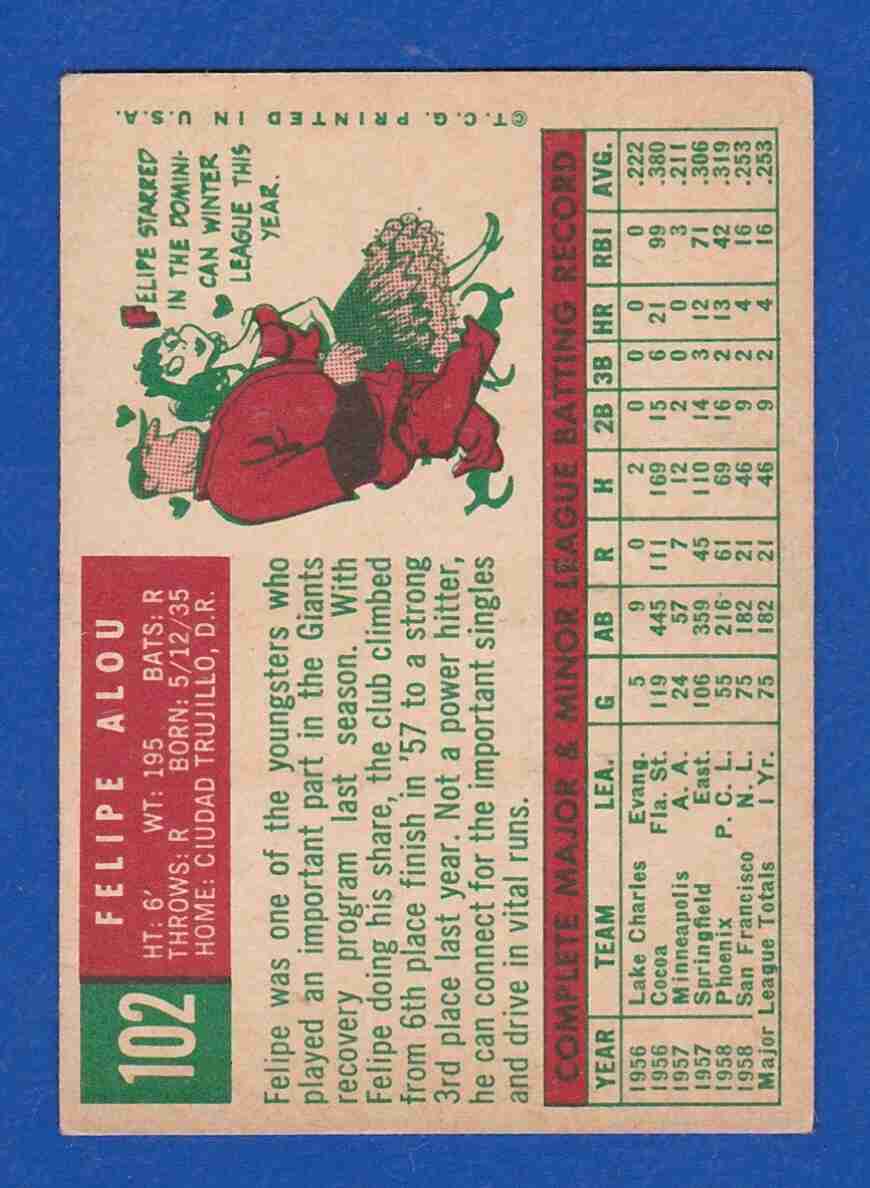 102
FELIPE ALOU
HT: 6' WT: 195 BATS: R
THROWS: R BORN: 5/12/35
HOME: CIUDAD TRUJILLO, D.R.
Felipe was one of the youngsters who
played an important part in the Giants
recovery program last season. With
Felipe doing his share, the club climbed
from 6th place finish in '57 to a strong
3rd place last year. Not a power hitter,
he can connect for the important singles
and drive in vital runs.
FELIPE STARRED
IN THE DOMINI-
CAN WINTER
LEAGUE THIS
YEAR.
©T.C.G. PRINTED IN U.S.A.
COMPLETE MAJOR & MINOR LEAGUE BATTING RECORD
YEAR TEAM LEA. G AB R H 2B 3B HR RBI AVG.
1956 Lake Charles Evang. 5 9 0 2 0 0 0 0 .222
1956 Cocoa Fla. St. 119 445 111 169 15 6 21 99 .380
1957 Minneapolis A. A. 24 57 7 12 2 0 0 3 .211
1957 Springfield East. 106 359 45 110 14 3 12 71 .306
1958 Phoenix P. C. L. 55 216 61 69 16 2 13 42 .319
1958 San Francisco N. L. 75 182 21 46 9 2 4 16 .253
Major League Totals 1 Yr. 75 182 21 46 9 2 4 16 .253